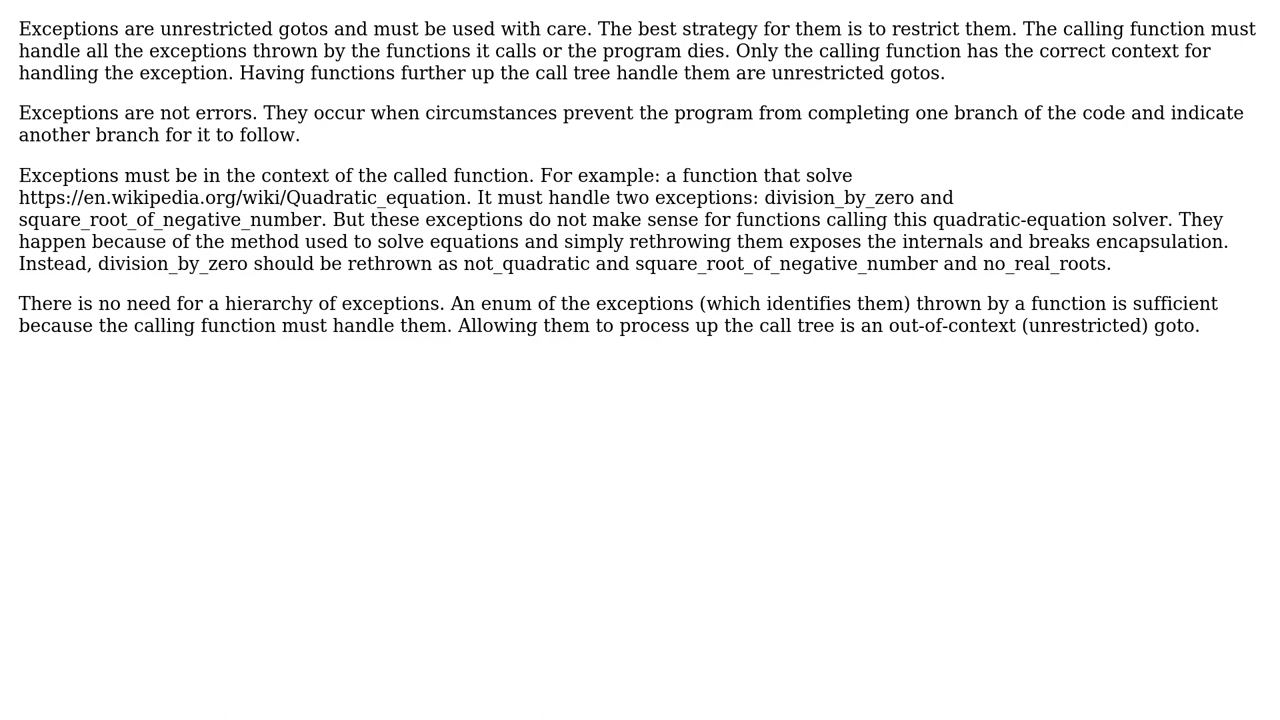 Exceptions are unrestricted gotos and must be used with care. The best strategy for them is to restrict them. The calling function must
handle all the exceptions thrown by the functions it calls or the program dies. Only the calling function has the correct context for
handling the exception. Having functions further up the call tree handle them are unrestricted gotos.
Exceptions are not errors. They occur when circumstances prevent the program from completing one branch of the code and indicate
another branch for it to follow.
Exceptions must be in the context of the called function. For example: a function that solve
https://en.wikipedia.org/wiki/Quadratic_equation. It must handle two exceptions: division_by_zero and
square_root_of_negative_number. But these exceptions do not make sense for functions calling this quadratic-equation solver. They
happen because of the method used to solve equations and simply rethrowing them exposes the internals and breaks encapsulation.
Instead, division_by_zero should be rethrown as not_quadratic and square_root_of_negative_number and no_real_roots.
There is no need for a hierarchy of exceptions. An enum of the exceptions (which identifies them) thrown by a function is sufficient
because the calling function must handle them. Allowing them to process up the call tree is an out-of-context (unrestricted) goto.